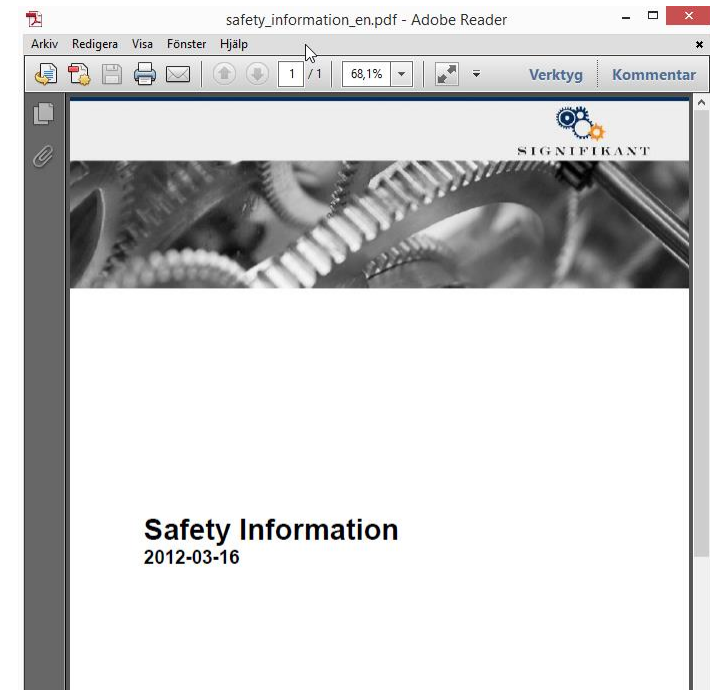 safety_information_en.pdf - Adobe Reader
Arkiv Redigera Visa Fönster Hjälp
1 / 1 68,1% Verktyg Kommentar
SIGNIFIKANT
Safety Information
2012-03-16